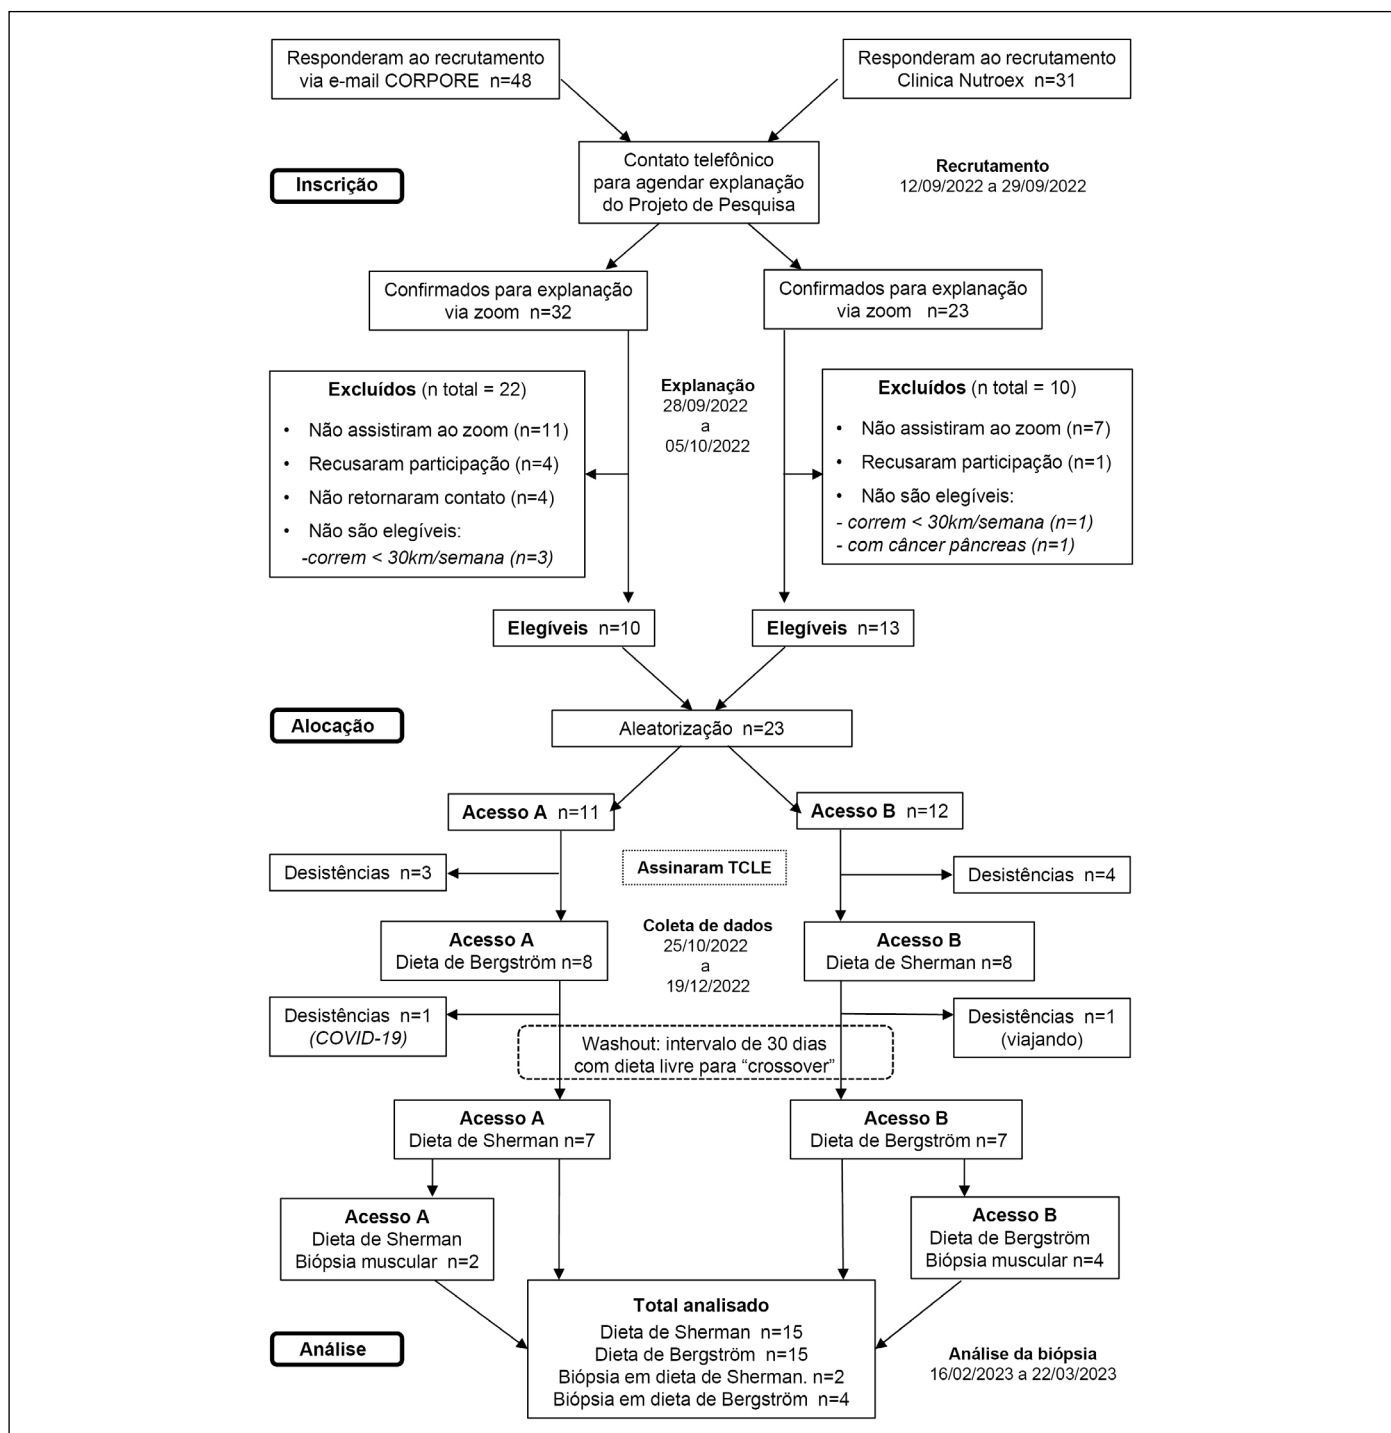 Responderam ao recrutamento
via e-mail CORPORE n=48
Responderam ao recrutamento
Clinica Nutroex n=31
Contato telefônico
para agendar explanação
do Projeto de Pesquisa
Inscrição
Recrutamento
12/09/2022 a 29/09/2022
Confirmados para explanação
via zoom n=32
Confirmados para explanação
via zoom n=23
Excluídos (n total = 22)
• Não assistiram ao zoom (n=11)
• Recusaram participação (n=4)
• Não retornaram contato (n=4)
• Não são elegíveis:
-correm < 30km/semana (n=3)
Explanação
28/09/2022
a
05/10/2022
Excluídos (n total = 10)
• Não assistiram ao zoom (n=7)
• Recusaram participação (n=1)
• Não são elegíveis:
- correm < 30km/semana (n=1)
- com câncer pâncreas (n=1)
Elegíveis n=10
Elegíveis n=13
Alocação
Aleatorização n=23
Acesso A n=11
Acesso B n=12
Desistências n=3
Assinaram TCLE
Desistências n=4
Acesso A
Dieta de Bergström n=8
Coleta de dados
25/10/2022
a
19/12/2022
Acesso B
Dieta de Sherman n=8
Desistências n=1
(COVID-19)
Desistências n=1
(viajando)
Washout: intervalo de 30 dias
com dieta livre para “crossover”
Acesso A
Dieta de Sherman n=7
Acesso B
Dieta de Bergström n=7
Acesso A
Dieta de Sherman
Biópsia muscular n=2
Acesso B
Dieta de Bergström
Biópsia muscular n=4
Total analisado
Dieta de Sherman n=15
Dieta de Bergström n=15
Biópsia em dieta de Sherman. n=2
Biópsia em dieta de Bergström n=4
Análise
Análise da biópsia
16/02/2023 a 22/03/2023